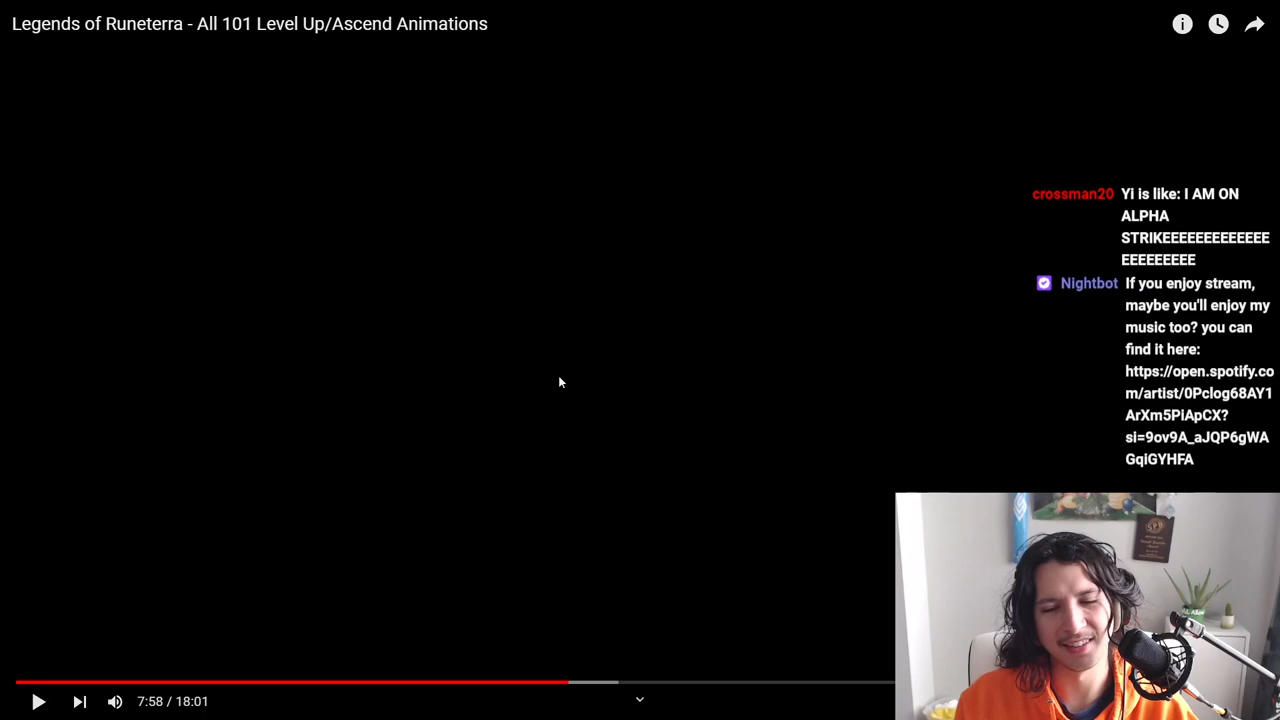 Legends of Runeterra - All 101 Level Up/Ascend Animations
crossman20 Yi is like: I AM ON
ALPHA
STRIKEEEEEEEEEEEEE
EEEEEEEEE
Nightbot If you enjoy stream,
maybe you'll enjoy my
music too? you can
find it here:
https://open.spotify.co
m/artist/0Pclog68AY1
ArXm5PiApCX?
si=9ov9A_aJQP6gWA
GqiGYHFA
7:58 / 18:01